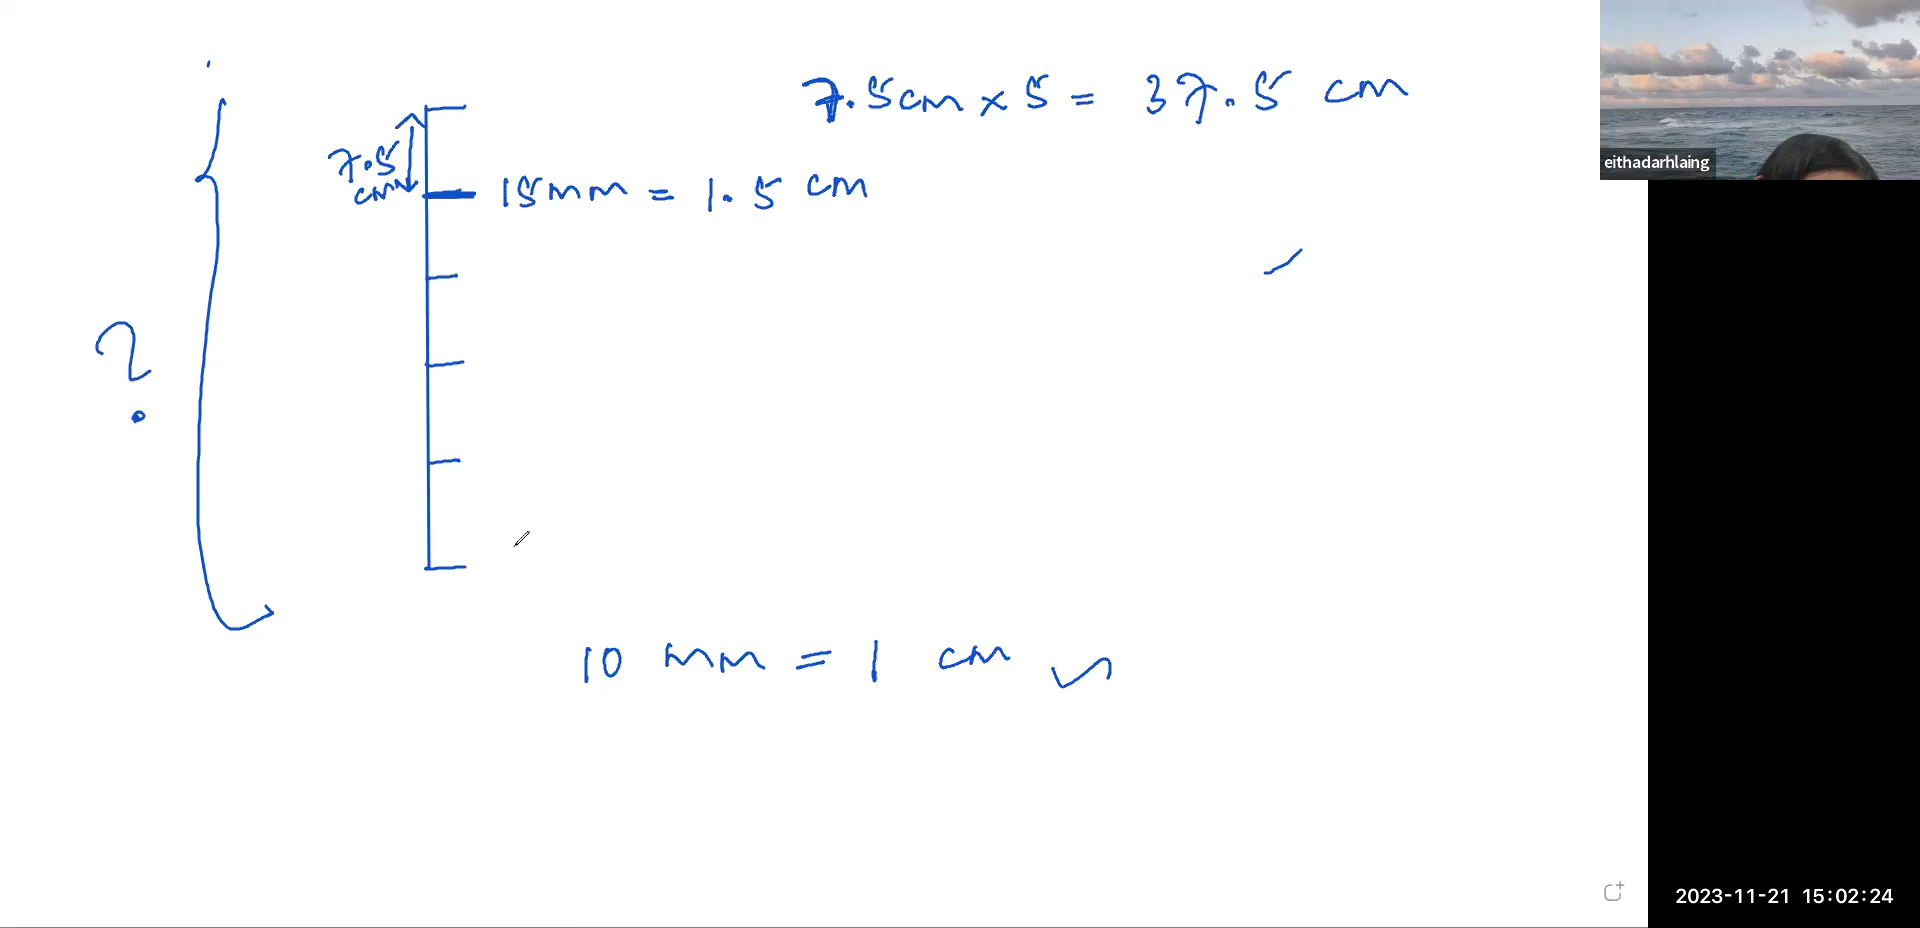 7.5cm × 5 = 37.5 cm
eithadarhlaing
7.5
cm
15mm = 1.5 cm
?
10 mm = 1 cm
2023-11-21 15:02:24